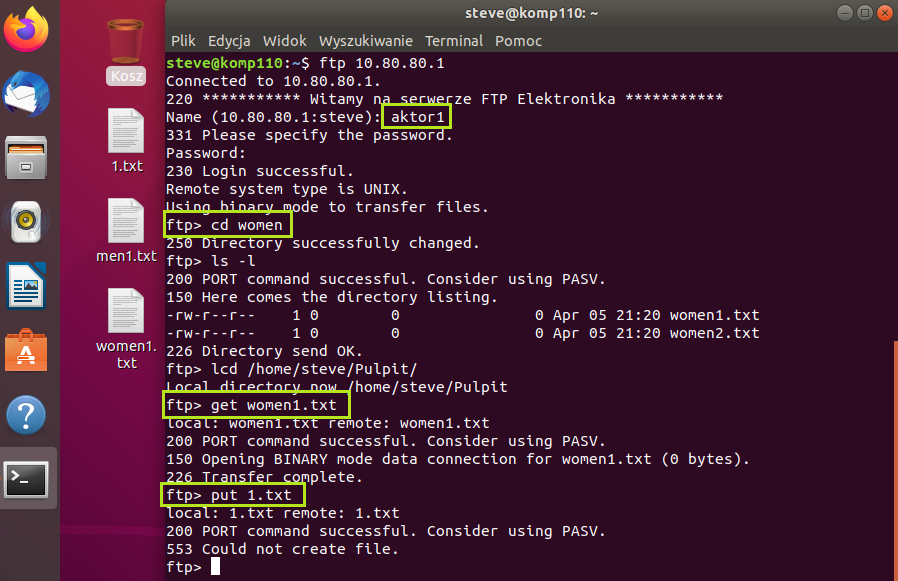 steve@komp110: ~
Plik Edycja Widok Wyszukiwanie Terminal Pomoc
Kosz
1.txt
men1.txt
women1.
txt
steve@komp110:~$ ftp 10.80.80.1
Connected to 10.80.80.1.
220 *********** Witamy na serwerze FTP Elektronika ***********
Name (10.80.80.1:steve): aktor1
331 Please specify the password.
Password:
230 Login successful.
Remote system type is UNIX.
Using binary mode to transfer files.
ftp> cd women
250 Directory successfully changed.
ftp> ls -l
200 PORT command successful. Consider using PASV.
150 Here comes the directory listing.
-rw-r--r--    1 0        0               0 Apr 05 21:20 women1.txt
-rw-r--r--    1 0        0               0 Apr 05 21:20 women2.txt
226 Directory send OK.
ftp> lcd /home/steve/Pulpit/
Local directory now /home/steve/Pulpit
ftp> get women1.txt
local: women1.txt remote: women1.txt
200 PORT command successful. Consider using PASV.
150 Opening BINARY mode data connection for women1.txt (0 bytes).
226 Transfer complete.
ftp> put 1.txt
local: 1.txt remote: 1.txt
200 PORT command successful. Consider using PASV.
553 Could not create file.
ftp>